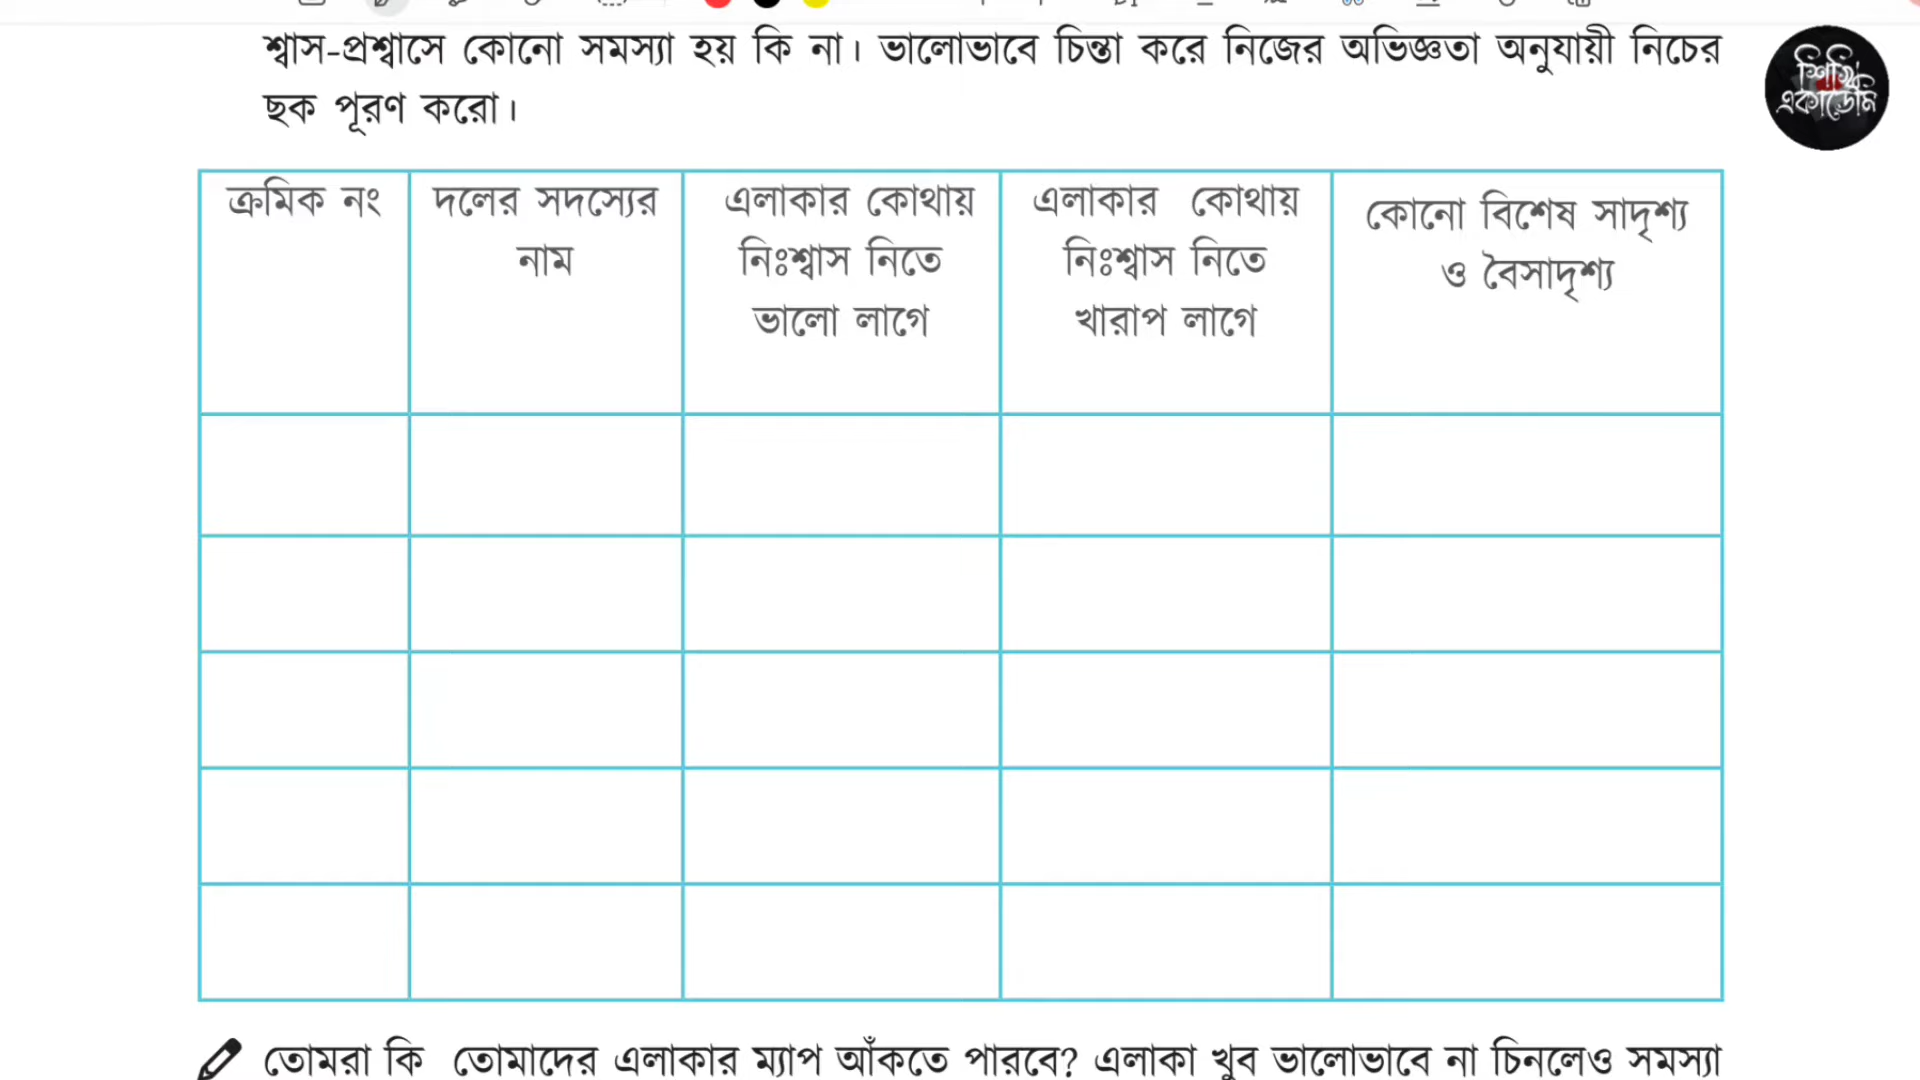 শ্বাস-প্রশ্বাসে কোনো সমস্যা হয় কি না। ভালোভাবে চিন্তা করে নিজের অভিজ্ঞতা অনুযায়ী নিচের
ছক পূরণ করো।
শিখি
একাডেমি
ক্রমিক নং
দলের সদস্যের
নাম
এলাকার কোথায়
নিঃশ্বাস নিতে
ভালো লাগে
এলাকার কোথায়
নিঃশ্বাস নিতে
খারাপ লাগে
কোনো বিশেষ সাদৃশ্য
ও বৈসাদৃশ্য
তোমরা কি তোমাদের এলাকার ম্যাপ আঁকতে পারবে? এলাকা খুব ভালোভাবে না চিনলেও সমস্যা